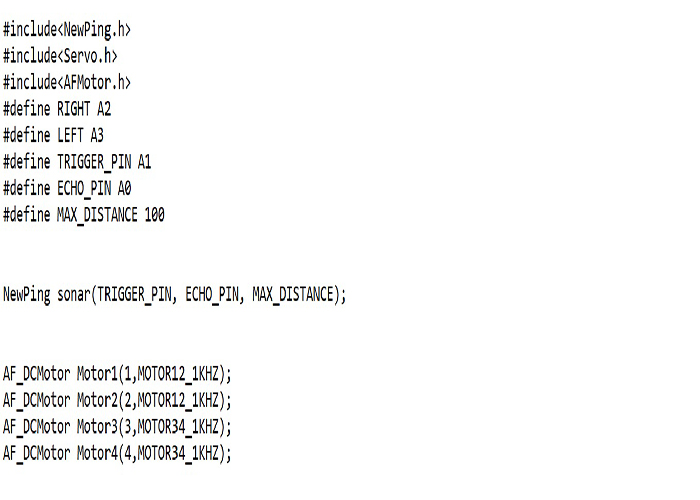 #include<NewPing.h>
#include<Servo.h>
#include<AFMotor.h>
#define RIGHT A2
#define LEFT A3
#define TRIGGER_PIN A1
#define ECHO_PIN A0
#define MAX_DISTANCE 100
NewPing sonar(TRIGGER_PIN, ECHO_PIN, MAX_DISTANCE);
AF_DCMotor Motor1(1,MOTOR12_1KHZ);
AF_DCMotor Motor2(2,MOTOR12_1KHZ);
AF_DCMotor Motor3(3,MOTOR34_1KHZ);
AF_DCMotor Motor4(4,MOTOR34_1KHZ);